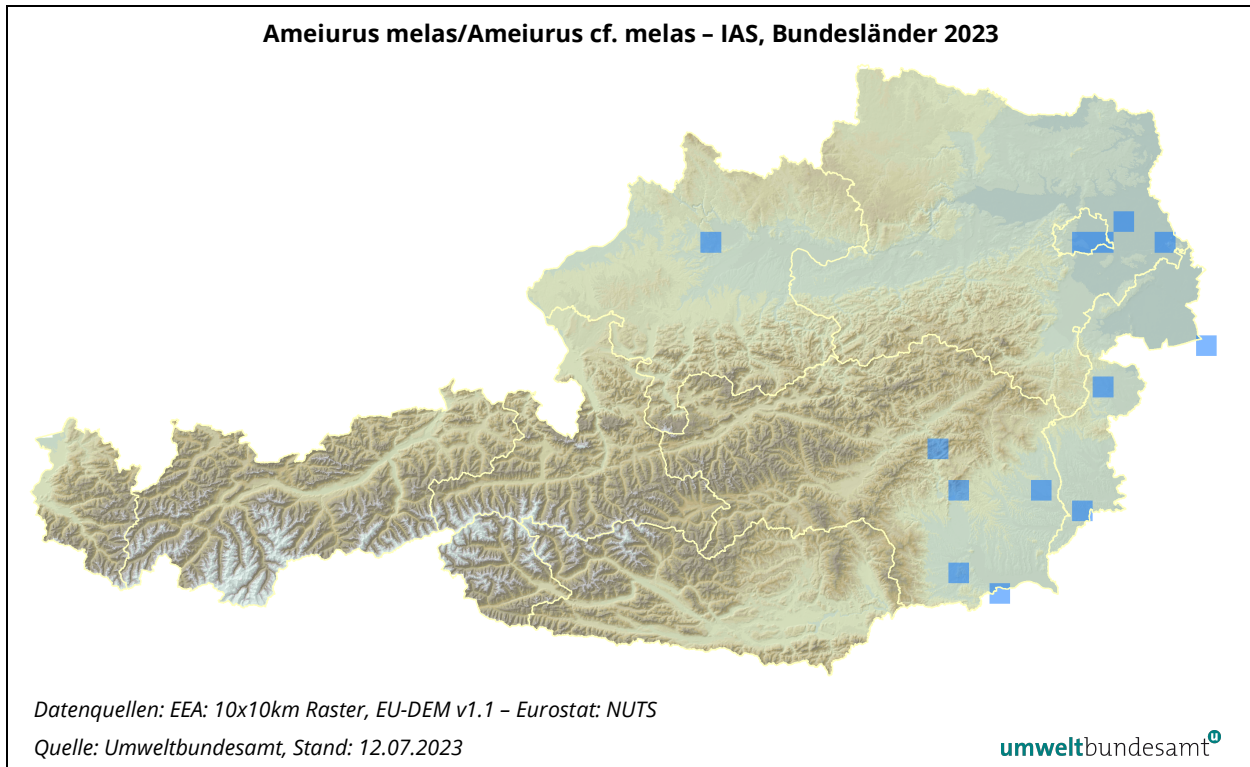 Ameiurus melas/Ameiurus cf. melas – IAS, Bundesländer 2023
Datenquellen: EEA: 10x10km Raster, EU-DEM v1.1 – Eurostat: NUTS
Quelle: Umweltbundesamt, Stand: 12.07.2023
umweltbundesamt u